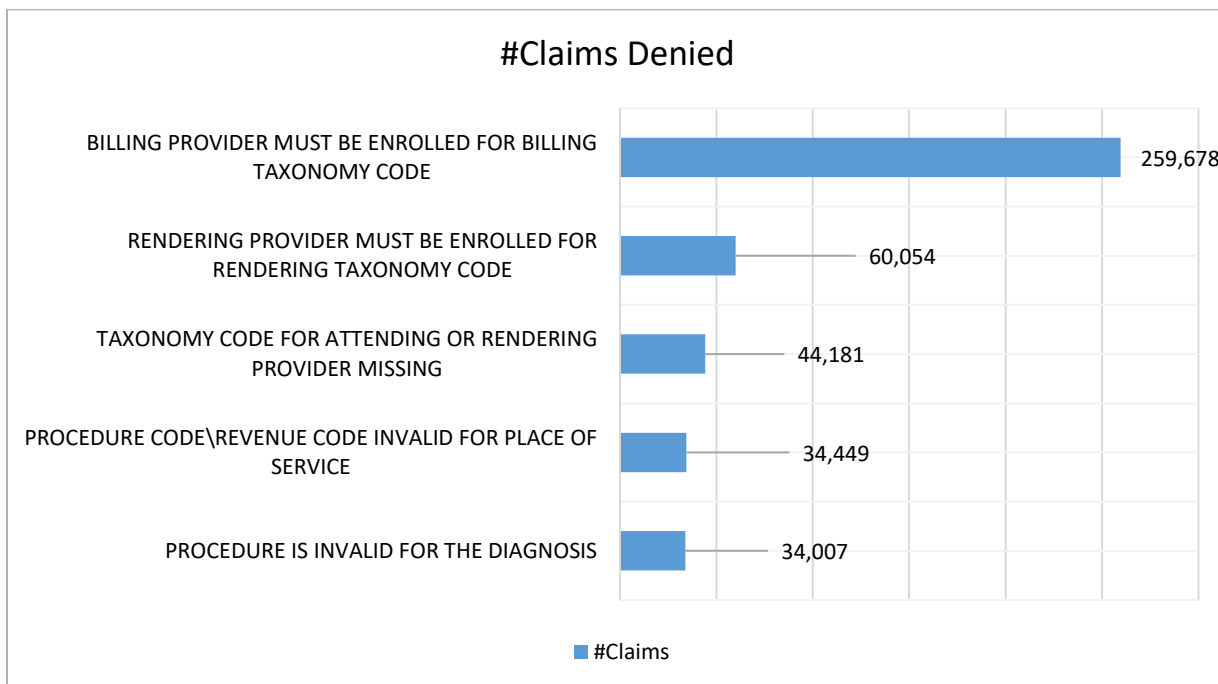 #Claims Denied
BILLING PROVIDER MUST BE ENROLLED FOR BILLING
TAXONOMY CODE
259,678
RENDERING PROVIDER MUST BE ENROLLED FOR
RENDERING TAXONOMY CODE
60,054
TAXONOMY CODE FOR ATTENDING OR RENDERING
PROVIDER MISSING
44,181
PROCEDURE CODE\REVENUE CODE INVALID FOR PLACE OF
SERVICE
34,449
PROCEDURE IS INVALID FOR THE DIAGNOSIS
34,007
#Claims